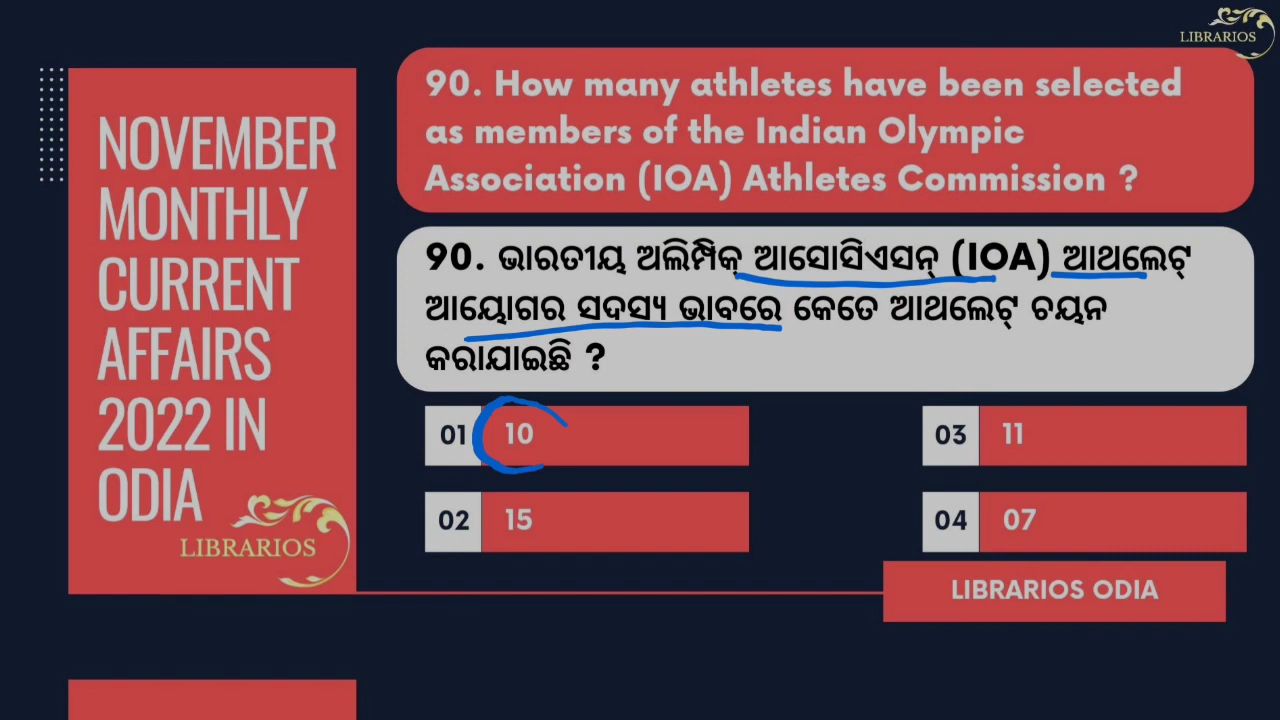 LIBRARIOS
NOVEMBER
MONTHLY
CURRENT
AFFAIRS
2022 IN
ODIA
LIBRARIOS
90. How many athletes have been selected
as members of the Indian Olympic
Association (IOA) Athletes Commission ?
90. ଭାରତୀୟ ଅଲିମ୍ପିକ୍ ଆସୋସିଏସନ୍ (IOA) ଆଥଲେଟ୍
ଆୟୋଗର ସଦସ୍ୟ ଭାବରେ କେତେ ଆଥଲେଟ୍ ଚୟନ
କରାଯାଇଛି ?
01 10
02 15
03 11
04 07
LIBRARIOS ODIA